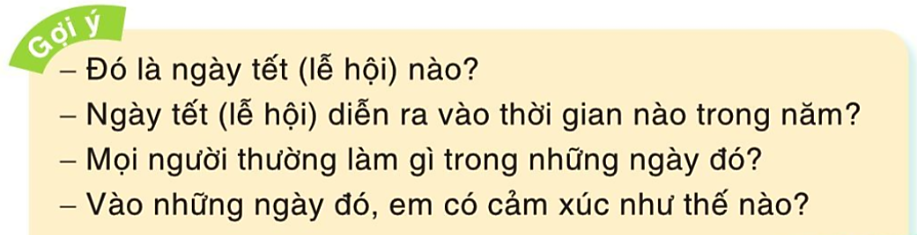 Gợi ý
– Đó là ngày tết (lễ hội) nào?
– Ngày tết (lễ hội) diễn ra vào thời gian nào trong năm?
– Mọi người thường làm gì trong những ngày đó?
– Vào những ngày đó, em có cảm xúc như thế nào?